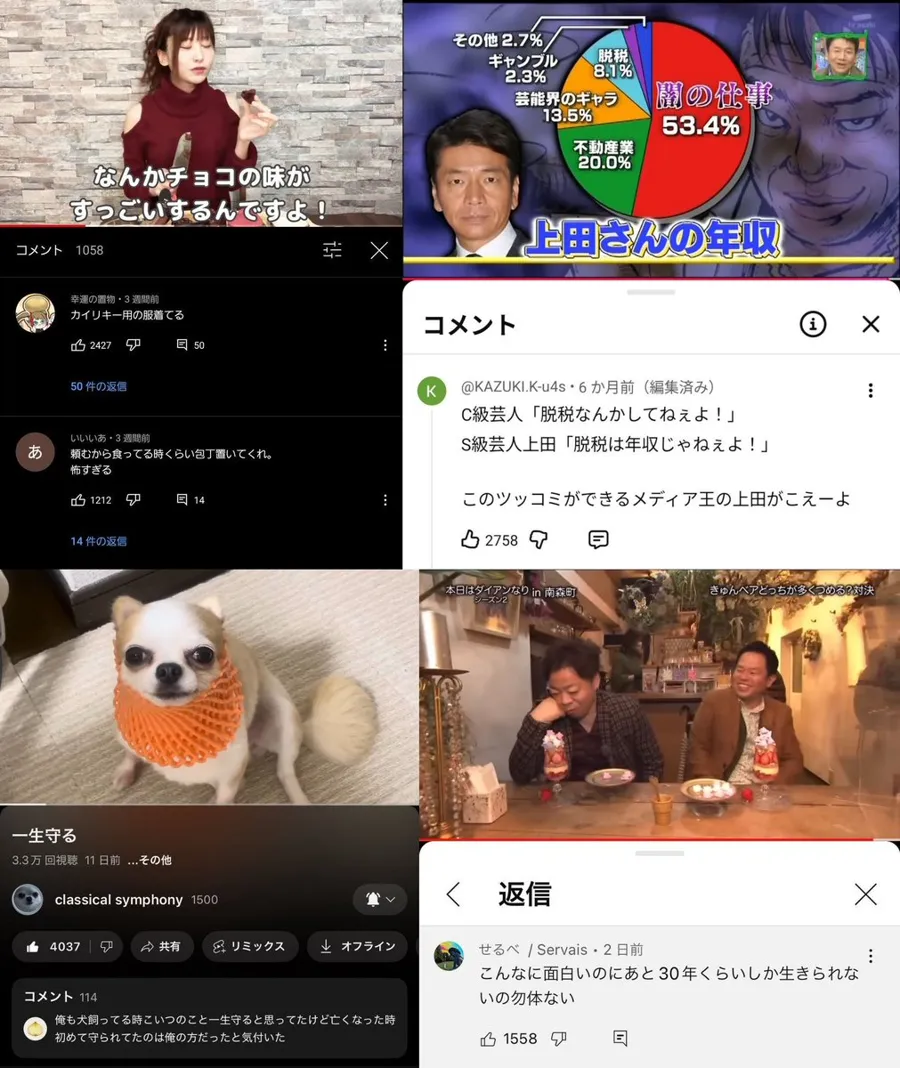 なんかチョコの味が
すっごいするんですよ！
コメント 1058
幸運の置物・3 週間前
カイリキー用の服着てる
2427
50
50 件の返信
あ
いいいあ・3 週間前
頼むから食ってる時くらい包丁置いてくれ。
怖すぎる
1212
14
14 件の返信
その他 2.7%
ギャンブル
2.3%
脱税
8.1%
芸能界のギャラ
13.5%
不動産業
20.0%
闇の仕事
53.4%
上田さんの年収
コメント
K
@KAZUKI.K-u4s・6 か月前（編集済み）
C級芸人「脱税なんかしてねぇよ！」
S級芸人上田「脱税は年収じゃねぇよ！」
このツッコミができるメディア王の上田がこえーよ
2758
一生守る
3.3万 回視聴 11 日前 ...その他
classical symphony 1500
4037
共有
リミックス
オフライン
コメント 114
俺も犬飼ってる時こいつのこと一生守ると思ってたけど亡くなった時
初めて守られてたのは俺の方だったと気付いた
本日はダイアンなり in 南森町
シーズン2
きゅんペアどっちが多くつめる？対決
返信
せるべ / Servais・2 日前
こんなに面白いのにあと30年くらいしか生きられな
いの勿体ない
1558